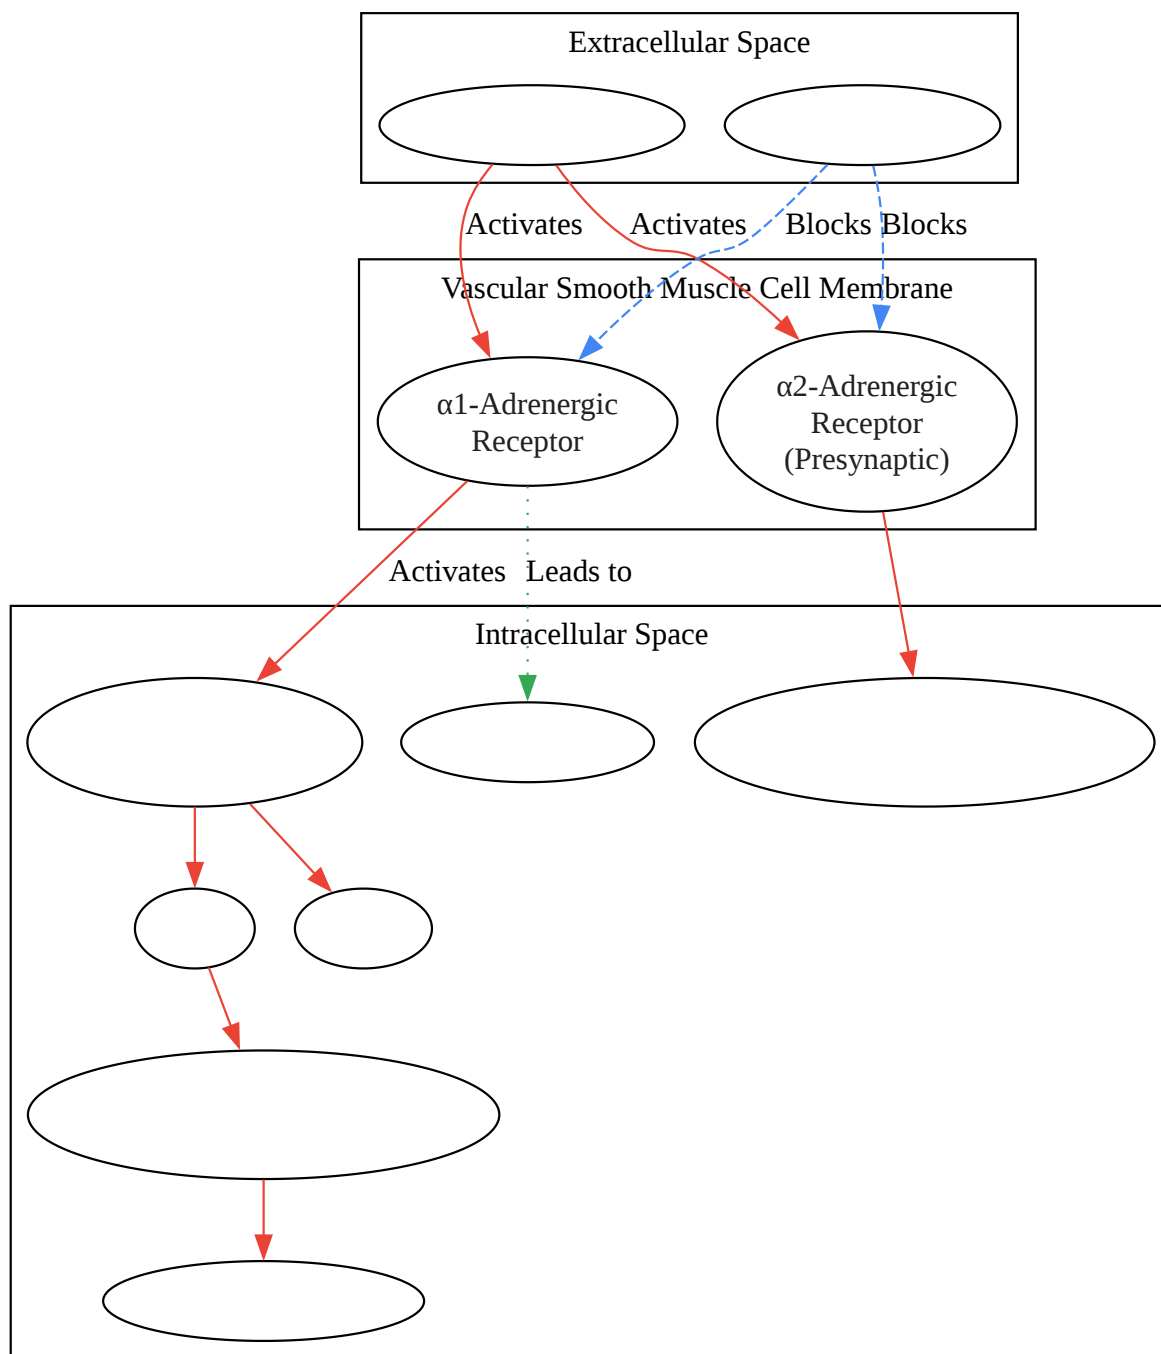 Extracellular Space
Activates
Activates
Blocks
Blocks
Vascular Smooth Muscle Cell Membrane
α1-Adrenergic
Receptor
α2-Adrenergic
Receptor
(Presynaptic)
Activates
Leads to
Intracellular Space